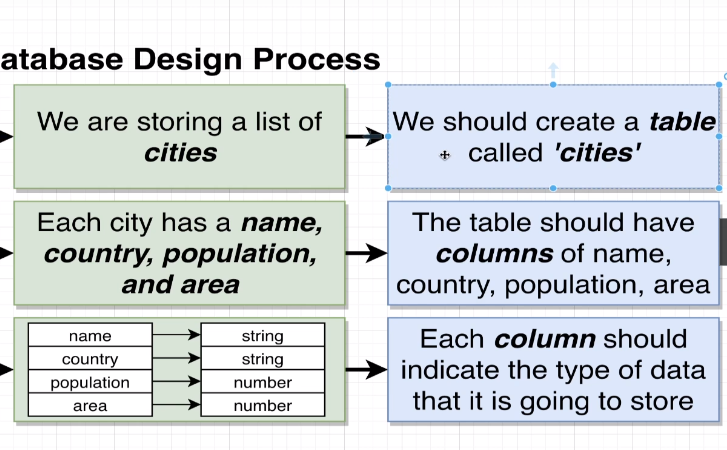 atabase Design Process
We are storing a list of
cities
We should create a table
called 'cities'
Each city has a name,
country, population,
and area
The table should have
columns of name,
country, population, area
name string
country string
population number
area number
Each column should
indicate the type of data
that it is going to store